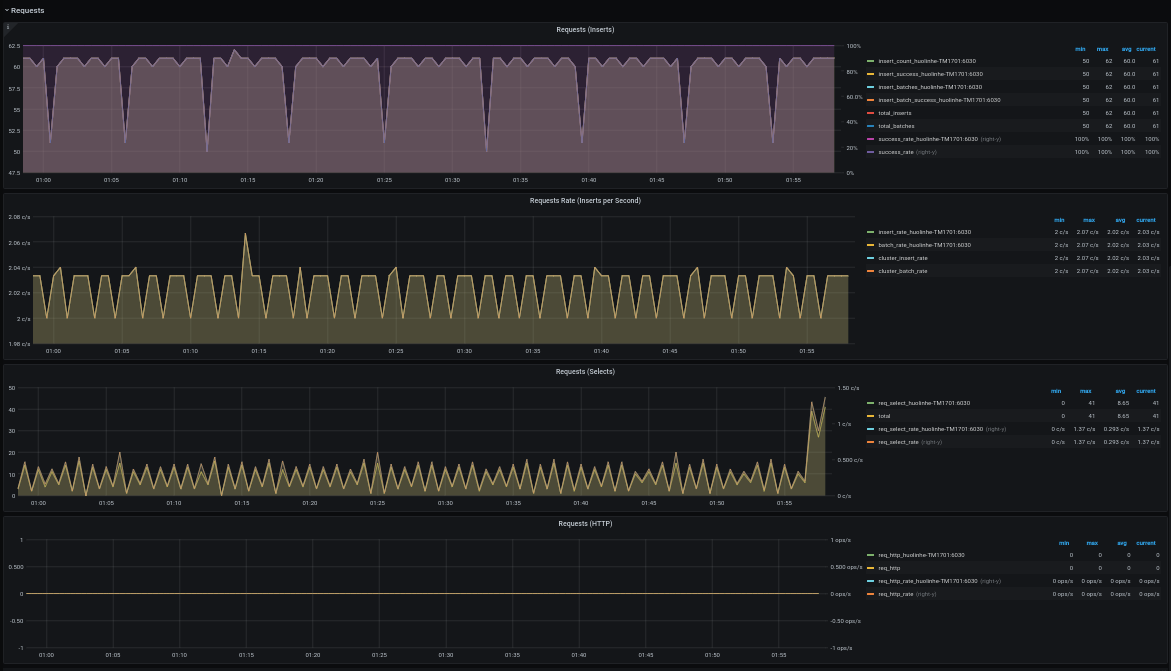 Requests
i
Requests (Inserts)
62.5
60
57.5
55
52.5
50
47.5
100%
80%
60.0%
40%
20%
0%
01:00 01:05 01:10 01:15 01:20 01:25 01:30 01:35 01:40 01:45 01:50 01:55
min max avg current
insert_count_huolinhe-TM1701:6030 50 62 60.0 61
insert_success_huolinhe-TM1701:6030 50 62 60.0 61
insert_batches_huolinhe-TM1701:6030 50 62 60.0 61
insert_batch_success_huolinhe-TM1701:6030 50 62 60.0 61
total_inserts 50 62 60.0 61
total_batches 50 62 60.0 61
success_rate_huolinhe-TM1701:6030 (right-y) 100% 100% 100% 100%
success_rate (right-y) 100% 100% 100% 100%
Requests Rate (Inserts per Second)
2.08 c/s
2.06 c/s
2.04 c/s
2.02 c/s
2 c/s
1.98 c/s
01:00 01:05 01:10 01:15 01:20 01:25 01:30 01:35 01:40 01:45 01:50 01:55
min max avg current
insert_rate_huolinhe-TM1701:6030 2 c/s 2.07 c/s 2.02 c/s 2.03 c/s
batch_rate_huolinhe-TM1701:6030 2 c/s 2.07 c/s 2.02 c/s 2.03 c/s
cluster_insert_rate 2 c/s 2.07 c/s 2.02 c/s 2.03 c/s
cluster_batch_rate 2 c/s 2.07 c/s 2.02 c/s 2.03 c/s
Requests (Selects)
50
40
30
20
10
0
1.50 c/s
1 c/s
0.500 c/s
0 c/s
01:00 01:05 01:10 01:15 01:20 01:25 01:30 01:35 01:40 01:45 01:50 01:55
min max avg current
req_select_huolinhe-TM1701:6030 0 41 8.65 41
total 0 41 8.65 41
req_select_rate_huolinhe-TM1701:6030 (right-y) 0 c/s 1.37 c/s 0.293 c/s 1.37 c/s
req_select_rate (right-y) 0 c/s 1.37 c/s 0.293 c/s 1.37 c/s
Requests (HTTP)
1
0.500
0
-0.50
-1
1 ops/s
0.500 ops/s
0 ops/s
-0.50 ops/s
-1 ops/s
01:00 01:05 01:10 01:15 01:20 01:25 01:30 01:35 01:40 01:45 01:50 01:55
min max avg current
req_http_huolinhe-TM1701:6030 0 0 0 0
req_http 0 0 0 0
req_http_rate_huolinhe-TM1701:6030 (right-y) 0 ops/s 0 ops/s 0 ops/s 0 ops/s
req_http_rate (right-y) 0 ops/s 0 ops/s 0 ops/s 0 ops/s